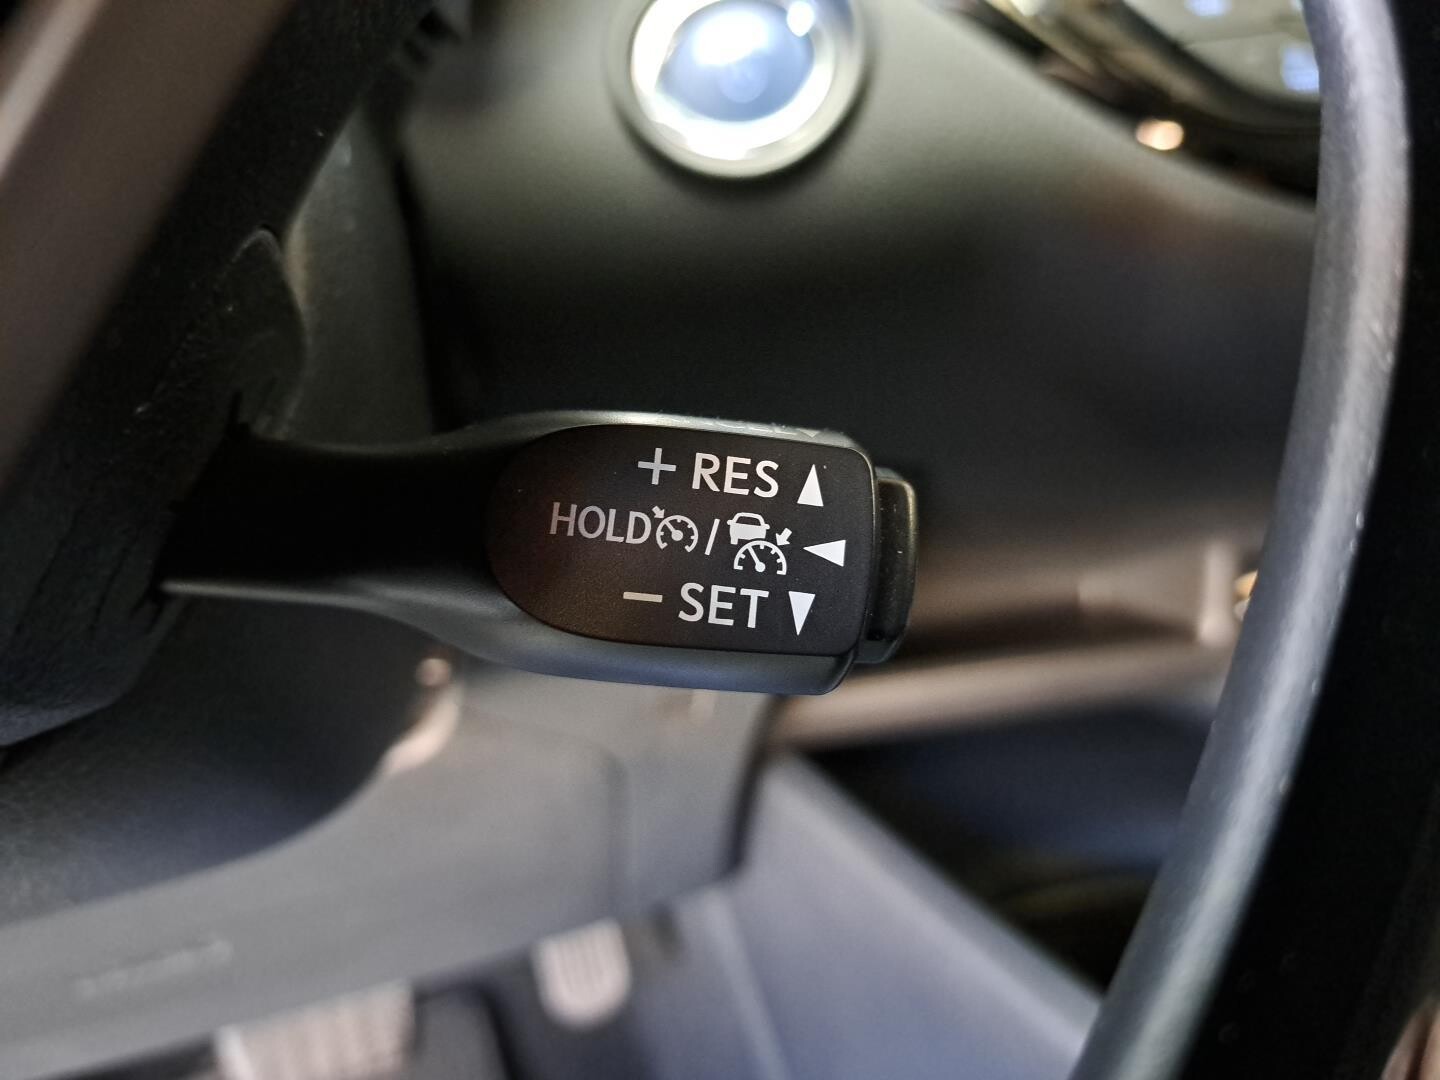 + RES ▲
HOLD / ◀
− SET ▼